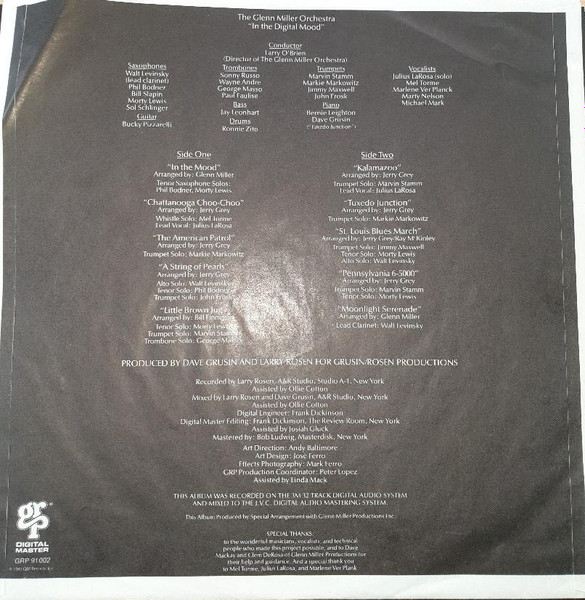 The Glenn Miller Orchestra
"In the Digital Mood"
Conductor
Larry O'Brien
(Director of The Glenn Miller Orchestra)
Saxophones
Walt Levinsky
(lead clarinet)
Phil Bodner
Bill Slapin
Morty Lewis
Sol Schlinger
Guitar
Bucky Pizzarelli
Trombones
Sonny Russo
Wayne Andre
George Masso
Paul Faulise
Bass
Jay Leonhart
Drums
Ronnie Zito
Trumpets
Marvin Stamm
Markie Markowitz
Jimmy Maxwell
John Frosk
Piano
Bernie Leighton
Dave Grusin
("Tuxedo Junction")
Vocalists
Julius LaRosa (solo)
Mel Torme
Marlene Ver Planck
Marty Nelson
Michael Mark
Side One
"In the Mood"
Arranged by: Glenn Miller
Tenor Saxophone Solos:
Phil Bodner, Morty Lewis
"Chattanooga Choo-Choo"
Arranged by: Jerry Grey
Whistle Solo: Mel Torme
Lead Vocal: Julius LaRosa
"The American Patrol"
Arranged by: Jerry Grey
Trumpet Solo: Markie Markowitz
"A String of Pearls"
Arranged by: Jerry Grey
Alto Solo: Walt Levinsky
Tenor Solo: Phil Bodner
Trumpet Solo: John Frosk
"Little Brown Jug"
Arranged by: Bill Finegan
Tenor Solo: Morty Lewis
Trumpet Solo: Marvin Stamm
Trombone Solo: George Masso
Side Two
"Kalamazoo"
Arranged by: Jerry Grey
Trumpet Solo: Marvin Stamm
Lead Vocal: Julius LaRosa
"Tuxedo Junction"
Arranged by: Jerry Grey
Trumpet Solo: Markie Markowitz
"St. Louis Blues March"
Arranged by: Jerry Grey/Ray McKinley
Trumpet Solo: Jimmy Maxwell
Tenor Solo: Morty Lewis
Alto Solo: Walt Levinsky
"Pennsylvania 6-5000"
Arranged by: Jerry Grey
Trumpet Solo: Marvin Stamm
Tenor Solo: Morty Lewis
"Moonlight Serenade"
Arranged by: Glenn Miller
Lead Clarinet: Walt Levinsky
PRODUCED BY DAVE GRUSIN AND LARRY ROSEN FOR GRUSIN/ROSEN PRODUCTIONS
Recorded by Larry Rosen, A&R Studio, Studio A-1, New York
Assisted by Ollie Cotton
Mixed by Larry Rosen and Dave Grusin, A&R Studio, New York
Assisted by Ollie Cotton
Digital Engineer: Frank Dickinson
Digital Master Editing: Frank Dickinson, The Review Room, New York
Assisted by Josiah Gluck
Mastered by: Bob Ludwig, Masterdisk, New York
Art Direction: Andy Baltimore
Art Design: José Ferro
Effects Photography: Mark Ferro
GRP Production Coordinator: Peter Lopez
Assisted by Linda Mack
THIS ALBUM WAS RECORDED ON THE 3M 32 TRACK DIGITAL AUDIO SYSTEM
AND MIXED TO THE J.V.C. DIGITAL AUDIO MASTERING SYSTEM.
This Album Produced by Special Arrangement with Glenn Miller Productions Inc.
SPECIAL THANKS:
to the wonderful musicians, vocalists, and technical
people who made this project possible, and to Dave
Mackay and Clem DeRosa of Glenn Miller Productions for
their help and guidance. And a special thank you
to Mel Torme, Julius LaRosa, and Marlene Ver Plank
grp
DIGITAL
MASTER
GRP 91002